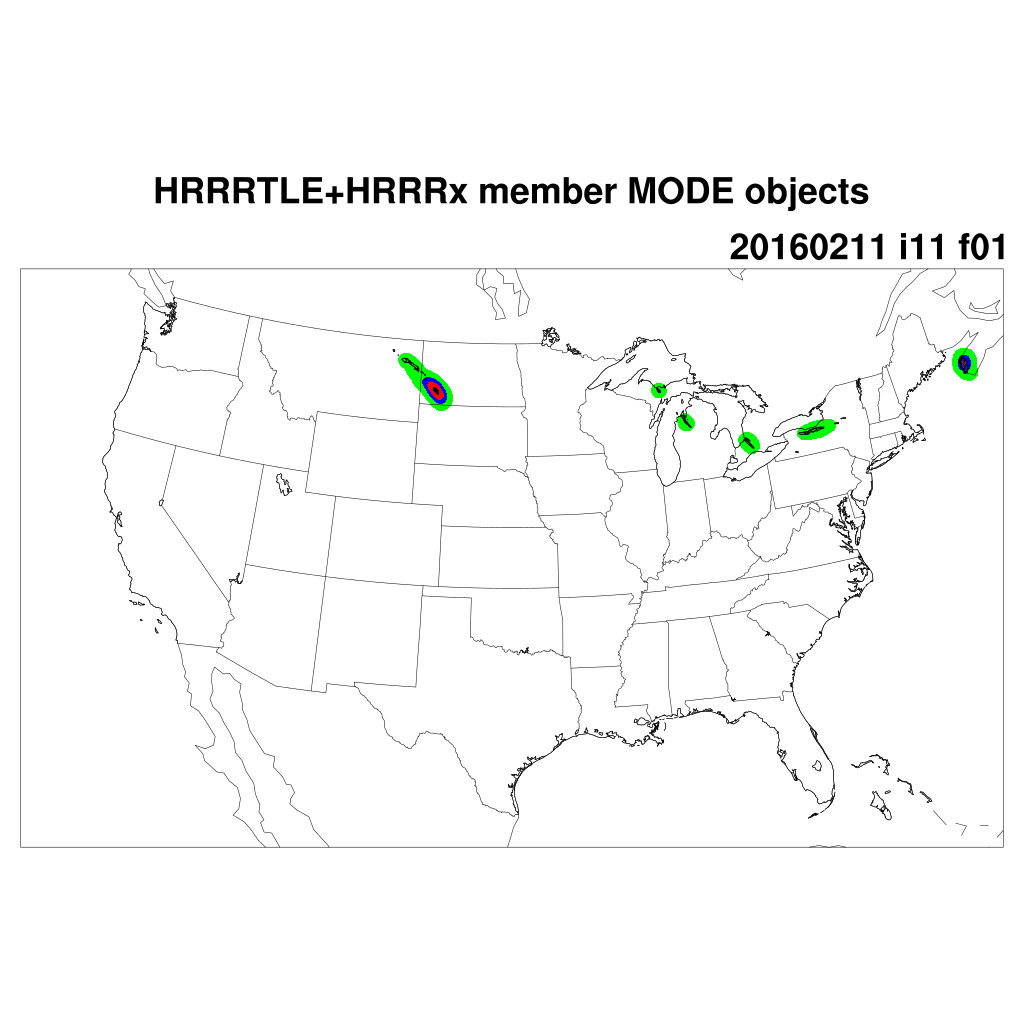 HRRRTLE+HRRRx member MODE objects
20160211 i11 f01